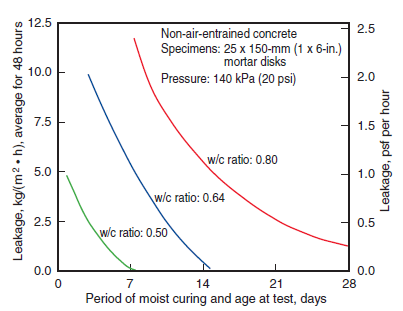 Leakage, kg/(m² • h), average for 48 hours
12.5
10.0
7.5
5.0
2.5
0.0
Non-air-entrained concrete
Specimens: 25 x 150-mm (1 x 6-in.)
mortar disks
Pressure: 140 kPa (20 psi)
w/c ratio: 0.80
w/c ratio: 0.64
w/c ratio: 0.50
2.5
2.0
1.5
1.0
0.5
0.0
Leakage, psf per hour
0 7 14 21 28
Period of moist curing and age at test, days